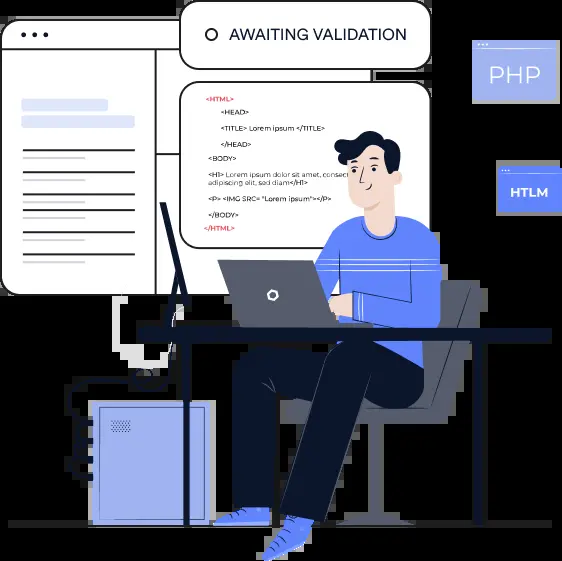 AWAITING VALIDATION
<HTML>
<HEAD>
<TITLE> Lorem ipsum </TITLE>
</HEAD>
<BODY>
<H1> Lorem ipsum dolor sit amet, consec
adipiscing elit, sed diam</H1>
<P> <IMG SRC= "Lorem ipsum"></P>
</BODY>
</HTML>
PHP
HTLM